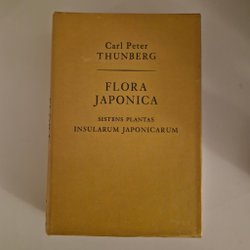 Carl Peter
THUNBERG
FLORA
JAPONICA
SISTENS PLANTAS
INSULARUM JAPONICARUM